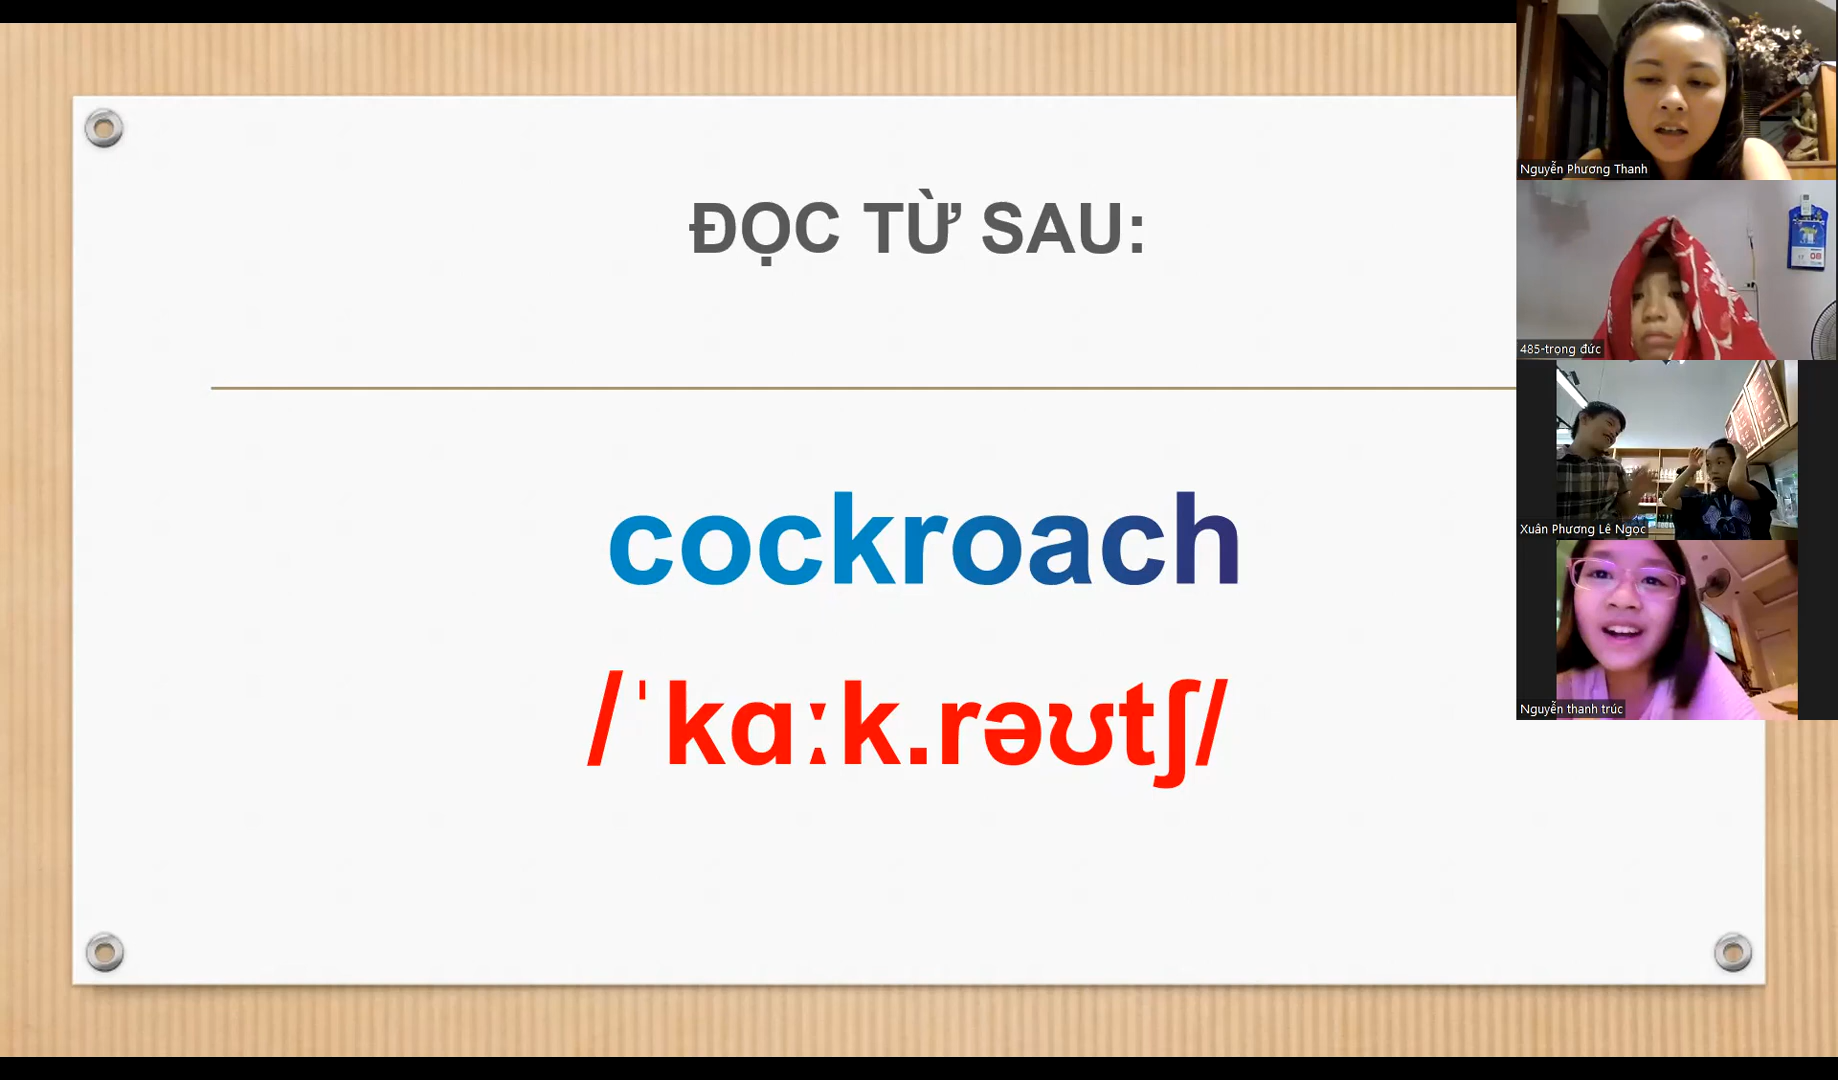 ĐỌC TỪ SAU:
cockroach
/ˈkɑːk.rəʊtʃ/
Nguyễn Phương Thanh
485-trọng đức
Xuân Phương Lê Ngọc
Nguyễn thanh trúc